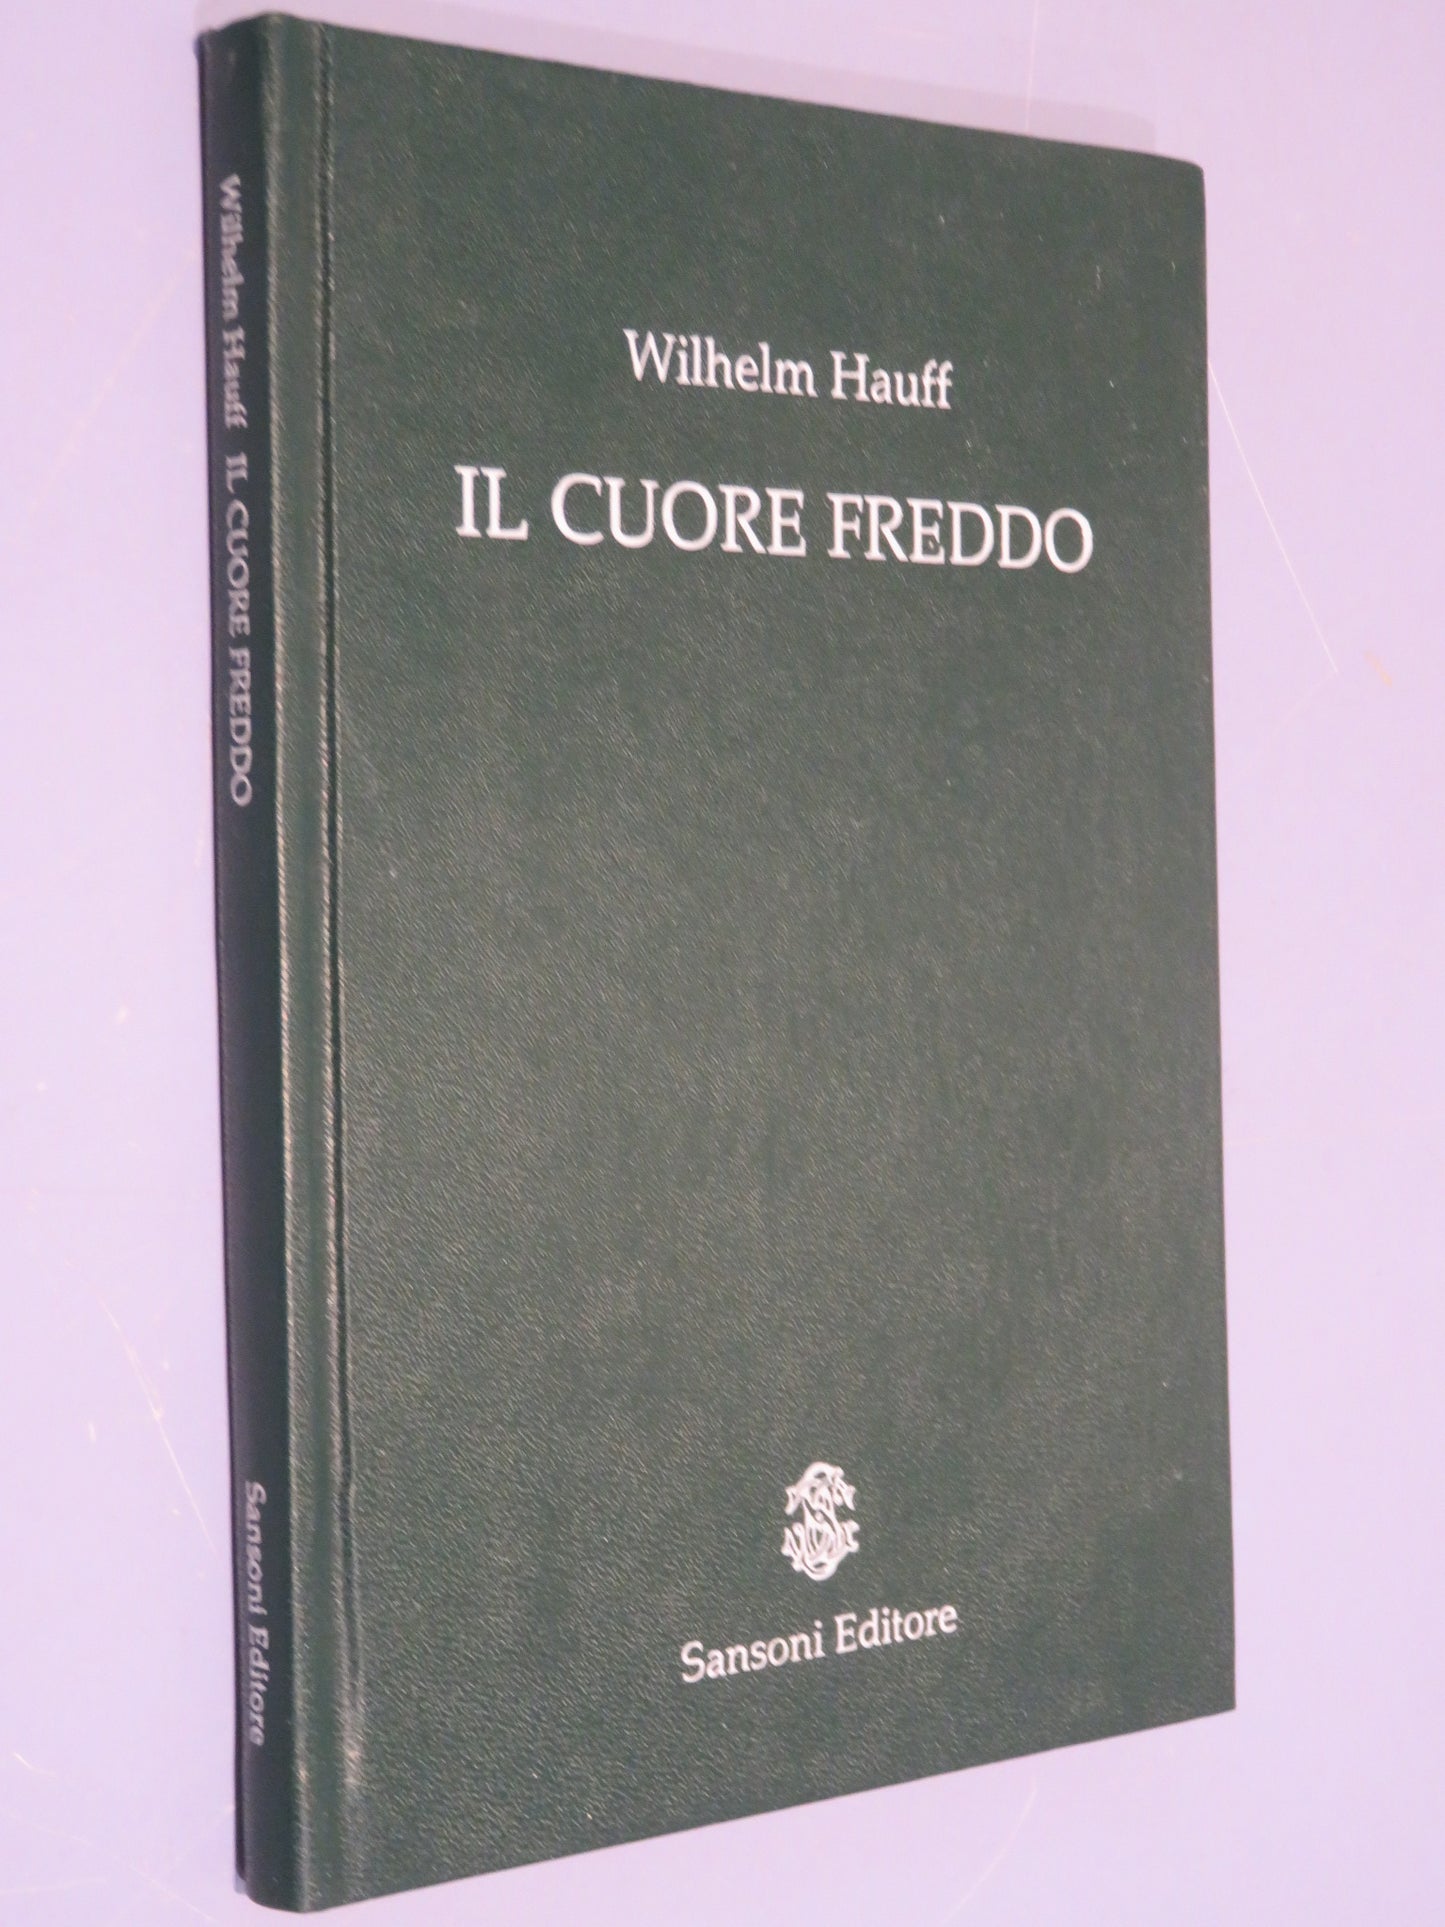 Wilhelm Hauff
IL CUORE FREDDO
Sansoni Editore
Wilhelm Hauff IL CUORE FREDDO Sansoni Editore